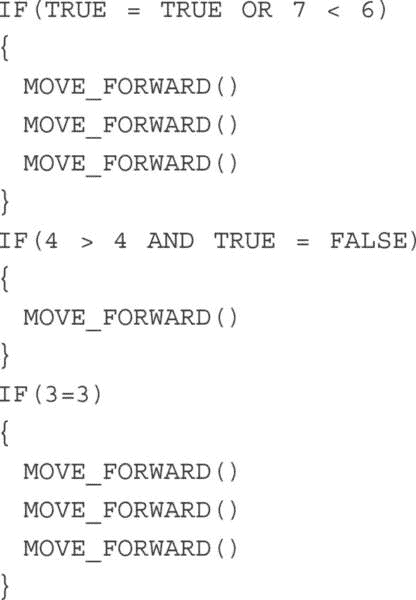 IF(TRUE = TRUE OR 7 < 6)
{
MOVE_FORWARD()
MOVE_FORWARD()
MOVE_FORWARD()
}
IF(4 > 4 AND TRUE = FALSE)
{
MOVE_FORWARD()
}
IF(3=3)
{
MOVE_FORWARD()
MOVE_FORWARD()
MOVE_FORWARD()
}